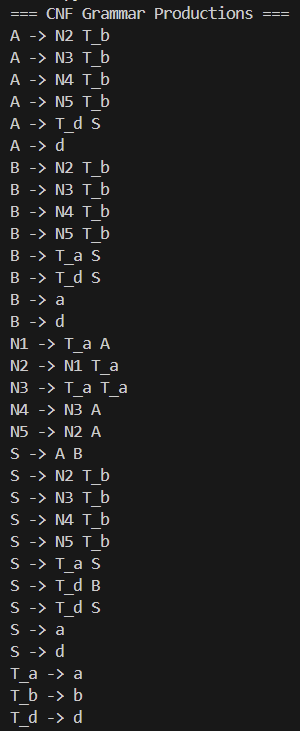 === CNF Grammar Productions ===
A -> N2 T_b
A -> N3 T_b
A -> N4 T_b
A -> N5 T_b
A -> T_d S
A -> d
B -> N2 T_b
B -> N3 T_b
B -> N4 T_b
B -> N5 T_b
B -> T_a S
B -> T_d S
B -> a
B -> d
N1 -> T_a A
N2 -> N1 T_a
N3 -> T_a T_a
N4 -> N3 A
N5 -> N2 A
S -> A B
S -> N2 T_b
S -> N3 T_b
S -> N4 T_b
S -> N5 T_b
S -> T_a S
S -> T_d B
S -> T_d S
S -> a
S -> d
T_a -> a
T_b -> b
T_d -> d